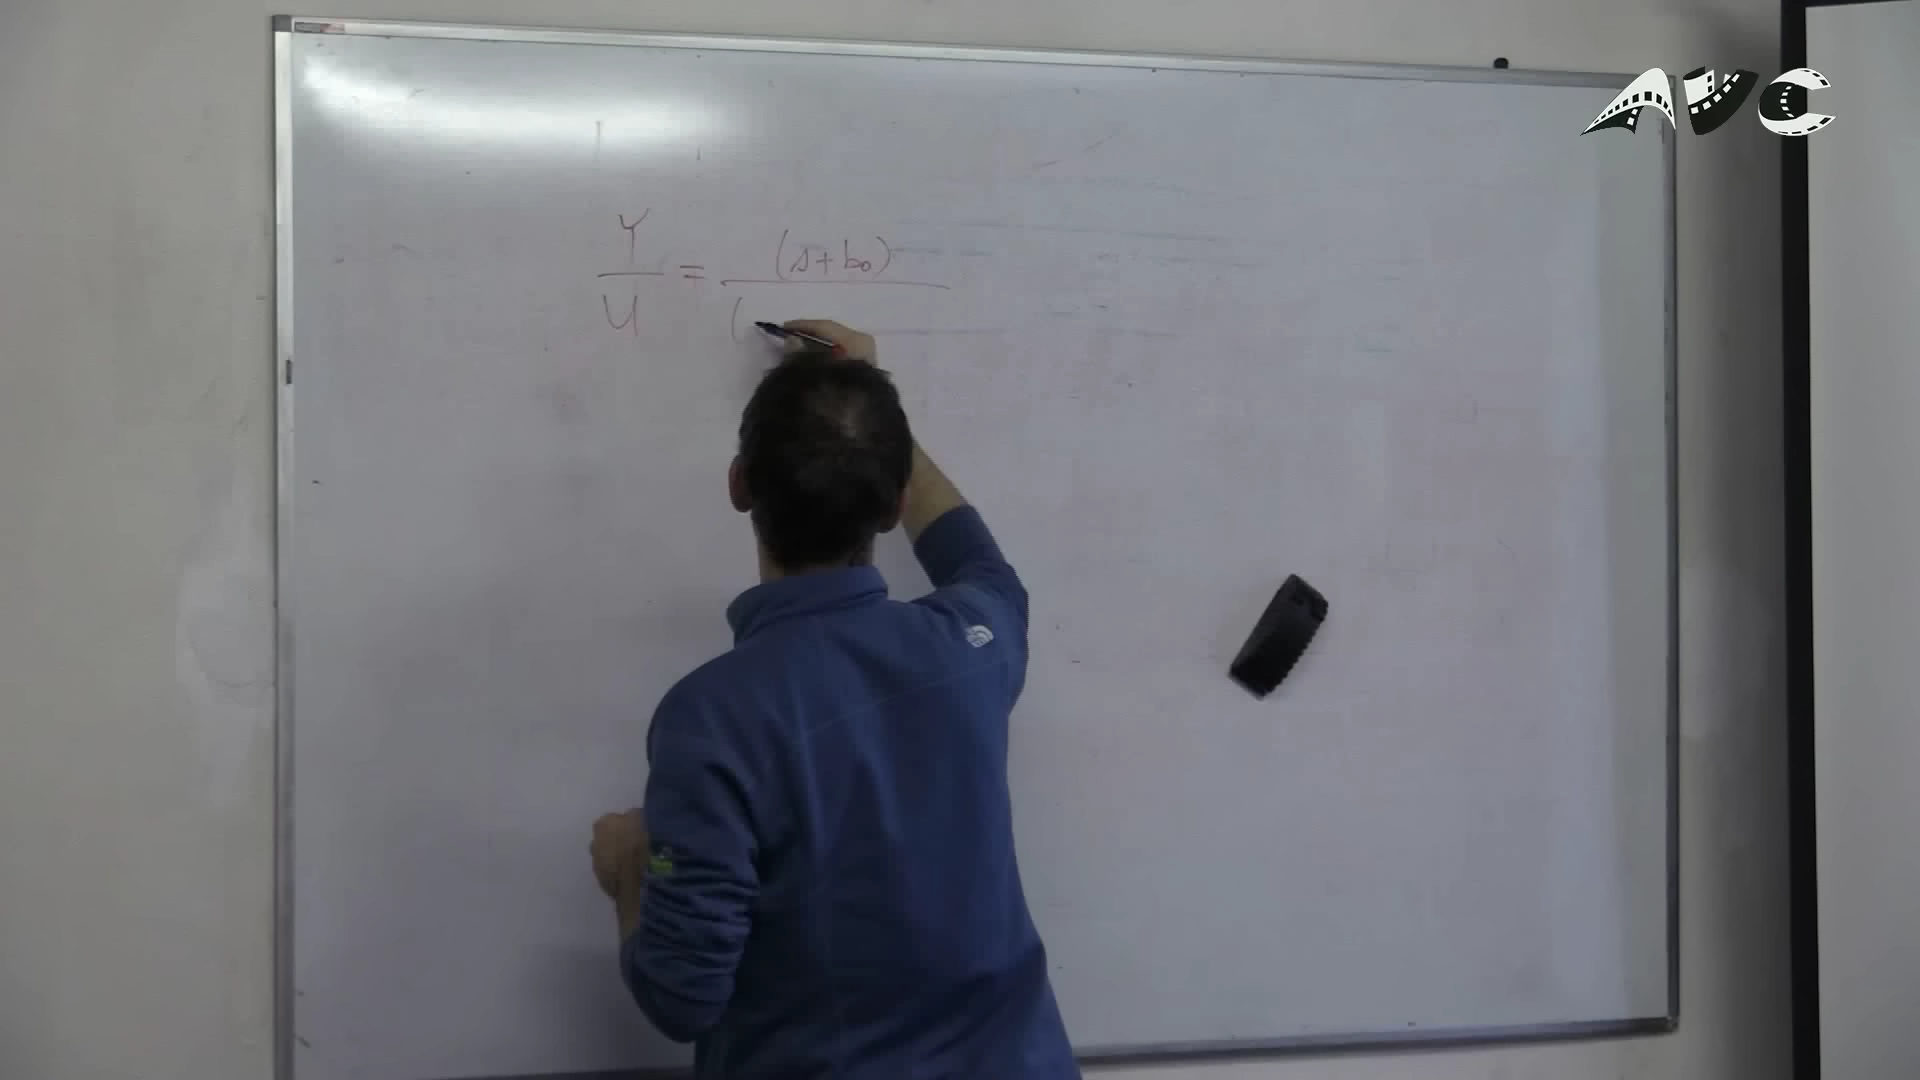 AVC
Y/U = (s+b₀)/(